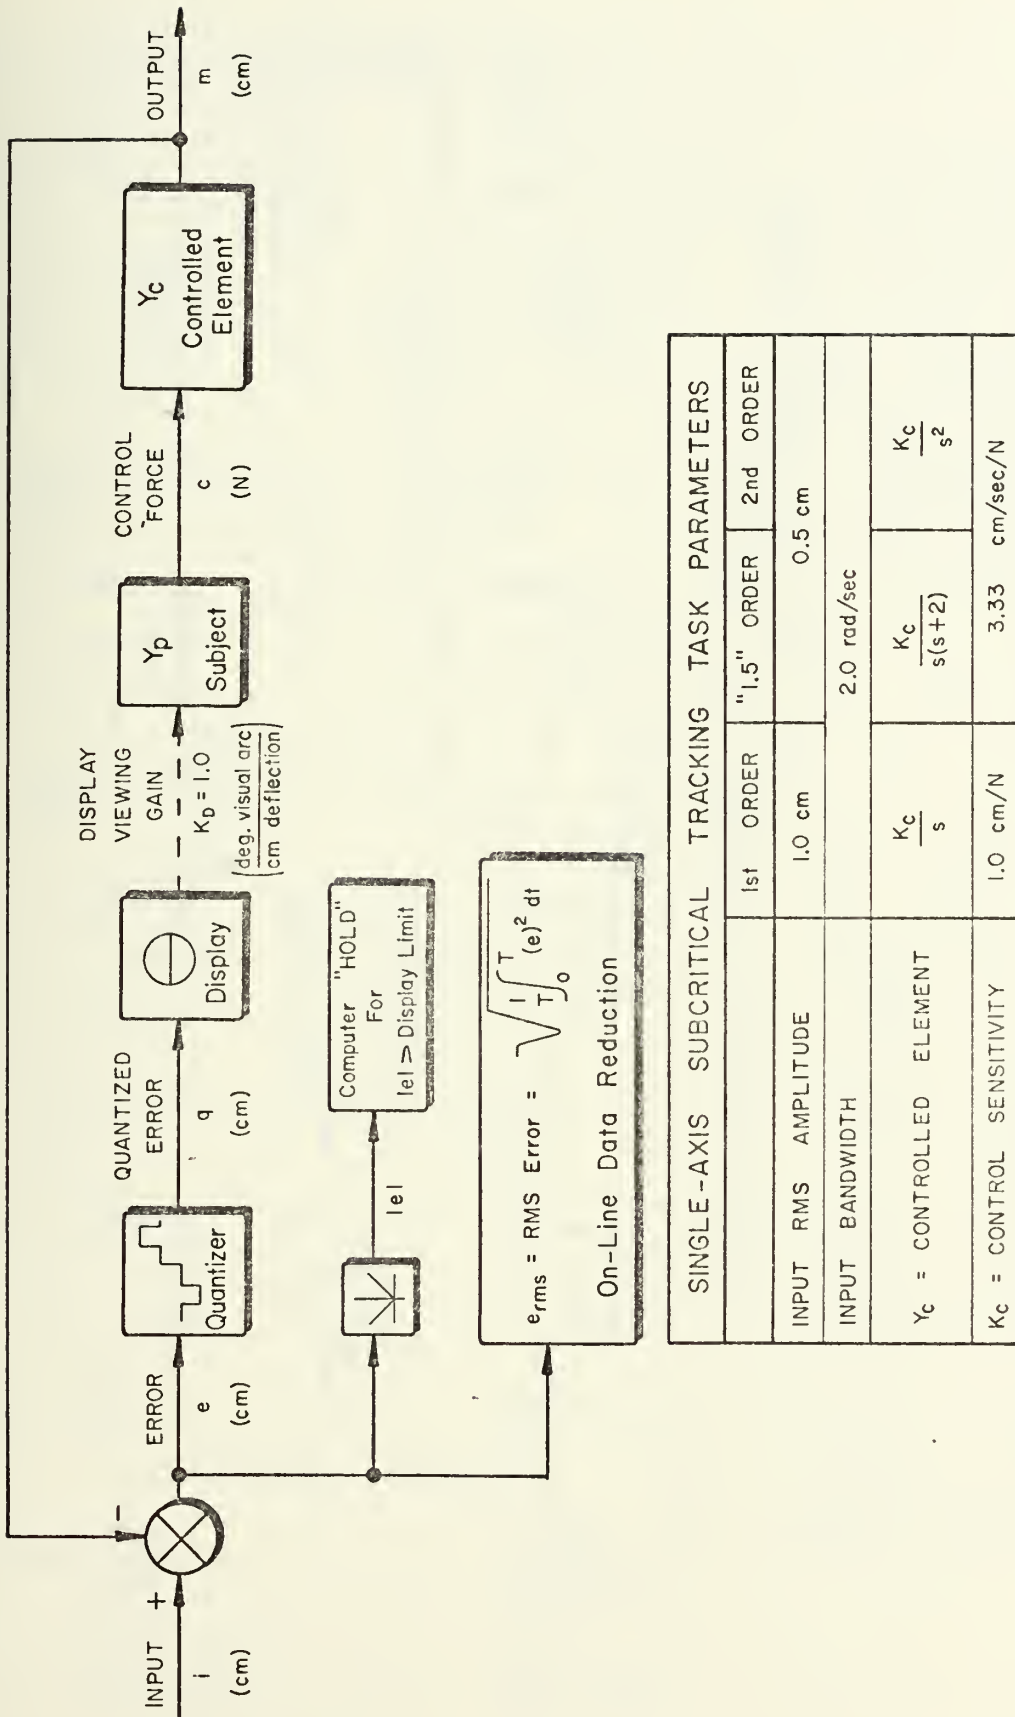 INPUT
i
(cm)
+
-
ERROR
e
(cm)
Quantizer
QUANTIZED
ERROR
q
(cm)
Display
DISPLAY
VIEWING
GAIN
K_D = 1.0
(deg. visual arc / cm deflection)
Y_p
Subject
CONTROL
FORCE
c
(N)
Y_c
Controlled
Element
OUTPUT
m
(cm)
|e|
Computer "HOLD"
For
|e| > Display Limit
e_rms = RMS Error = √(1/T ∫_0^T (e)² dt)
On-Line Data Reduction
SINGLE-AXIS SUBCRITICAL TRACKING TASK PARAMETERS
1st ORDER "1.5" ORDER 2nd ORDER
INPUT RMS AMPLITUDE 1.0 cm 0.5 cm
INPUT BANDWIDTH 2.0 rad/sec
Y_c = CONTROLLED ELEMENT K_c/s K_c/s(s+2) K_c/s²
K_c = CONTROL SENSITIVITY 1.0 cm/N 3.33 cm/sec/N